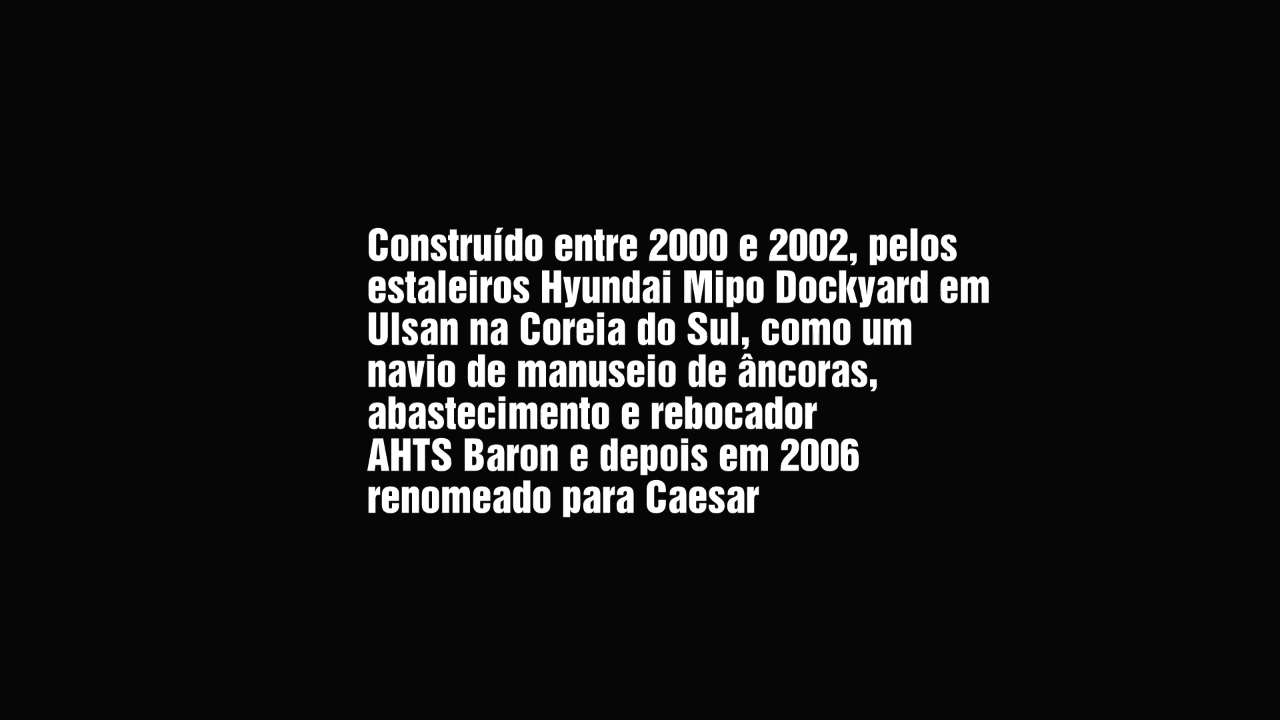 Construído entre 2000 e 2002, pelos
estaleiros Hyundai Mipo Dockyard em
Ulsan na Coreia do Sul, como um
navio de manuseio de âncoras,
abastecimento e rebocador
AHTS Baron e depois em 2006
renomeado para Caesar